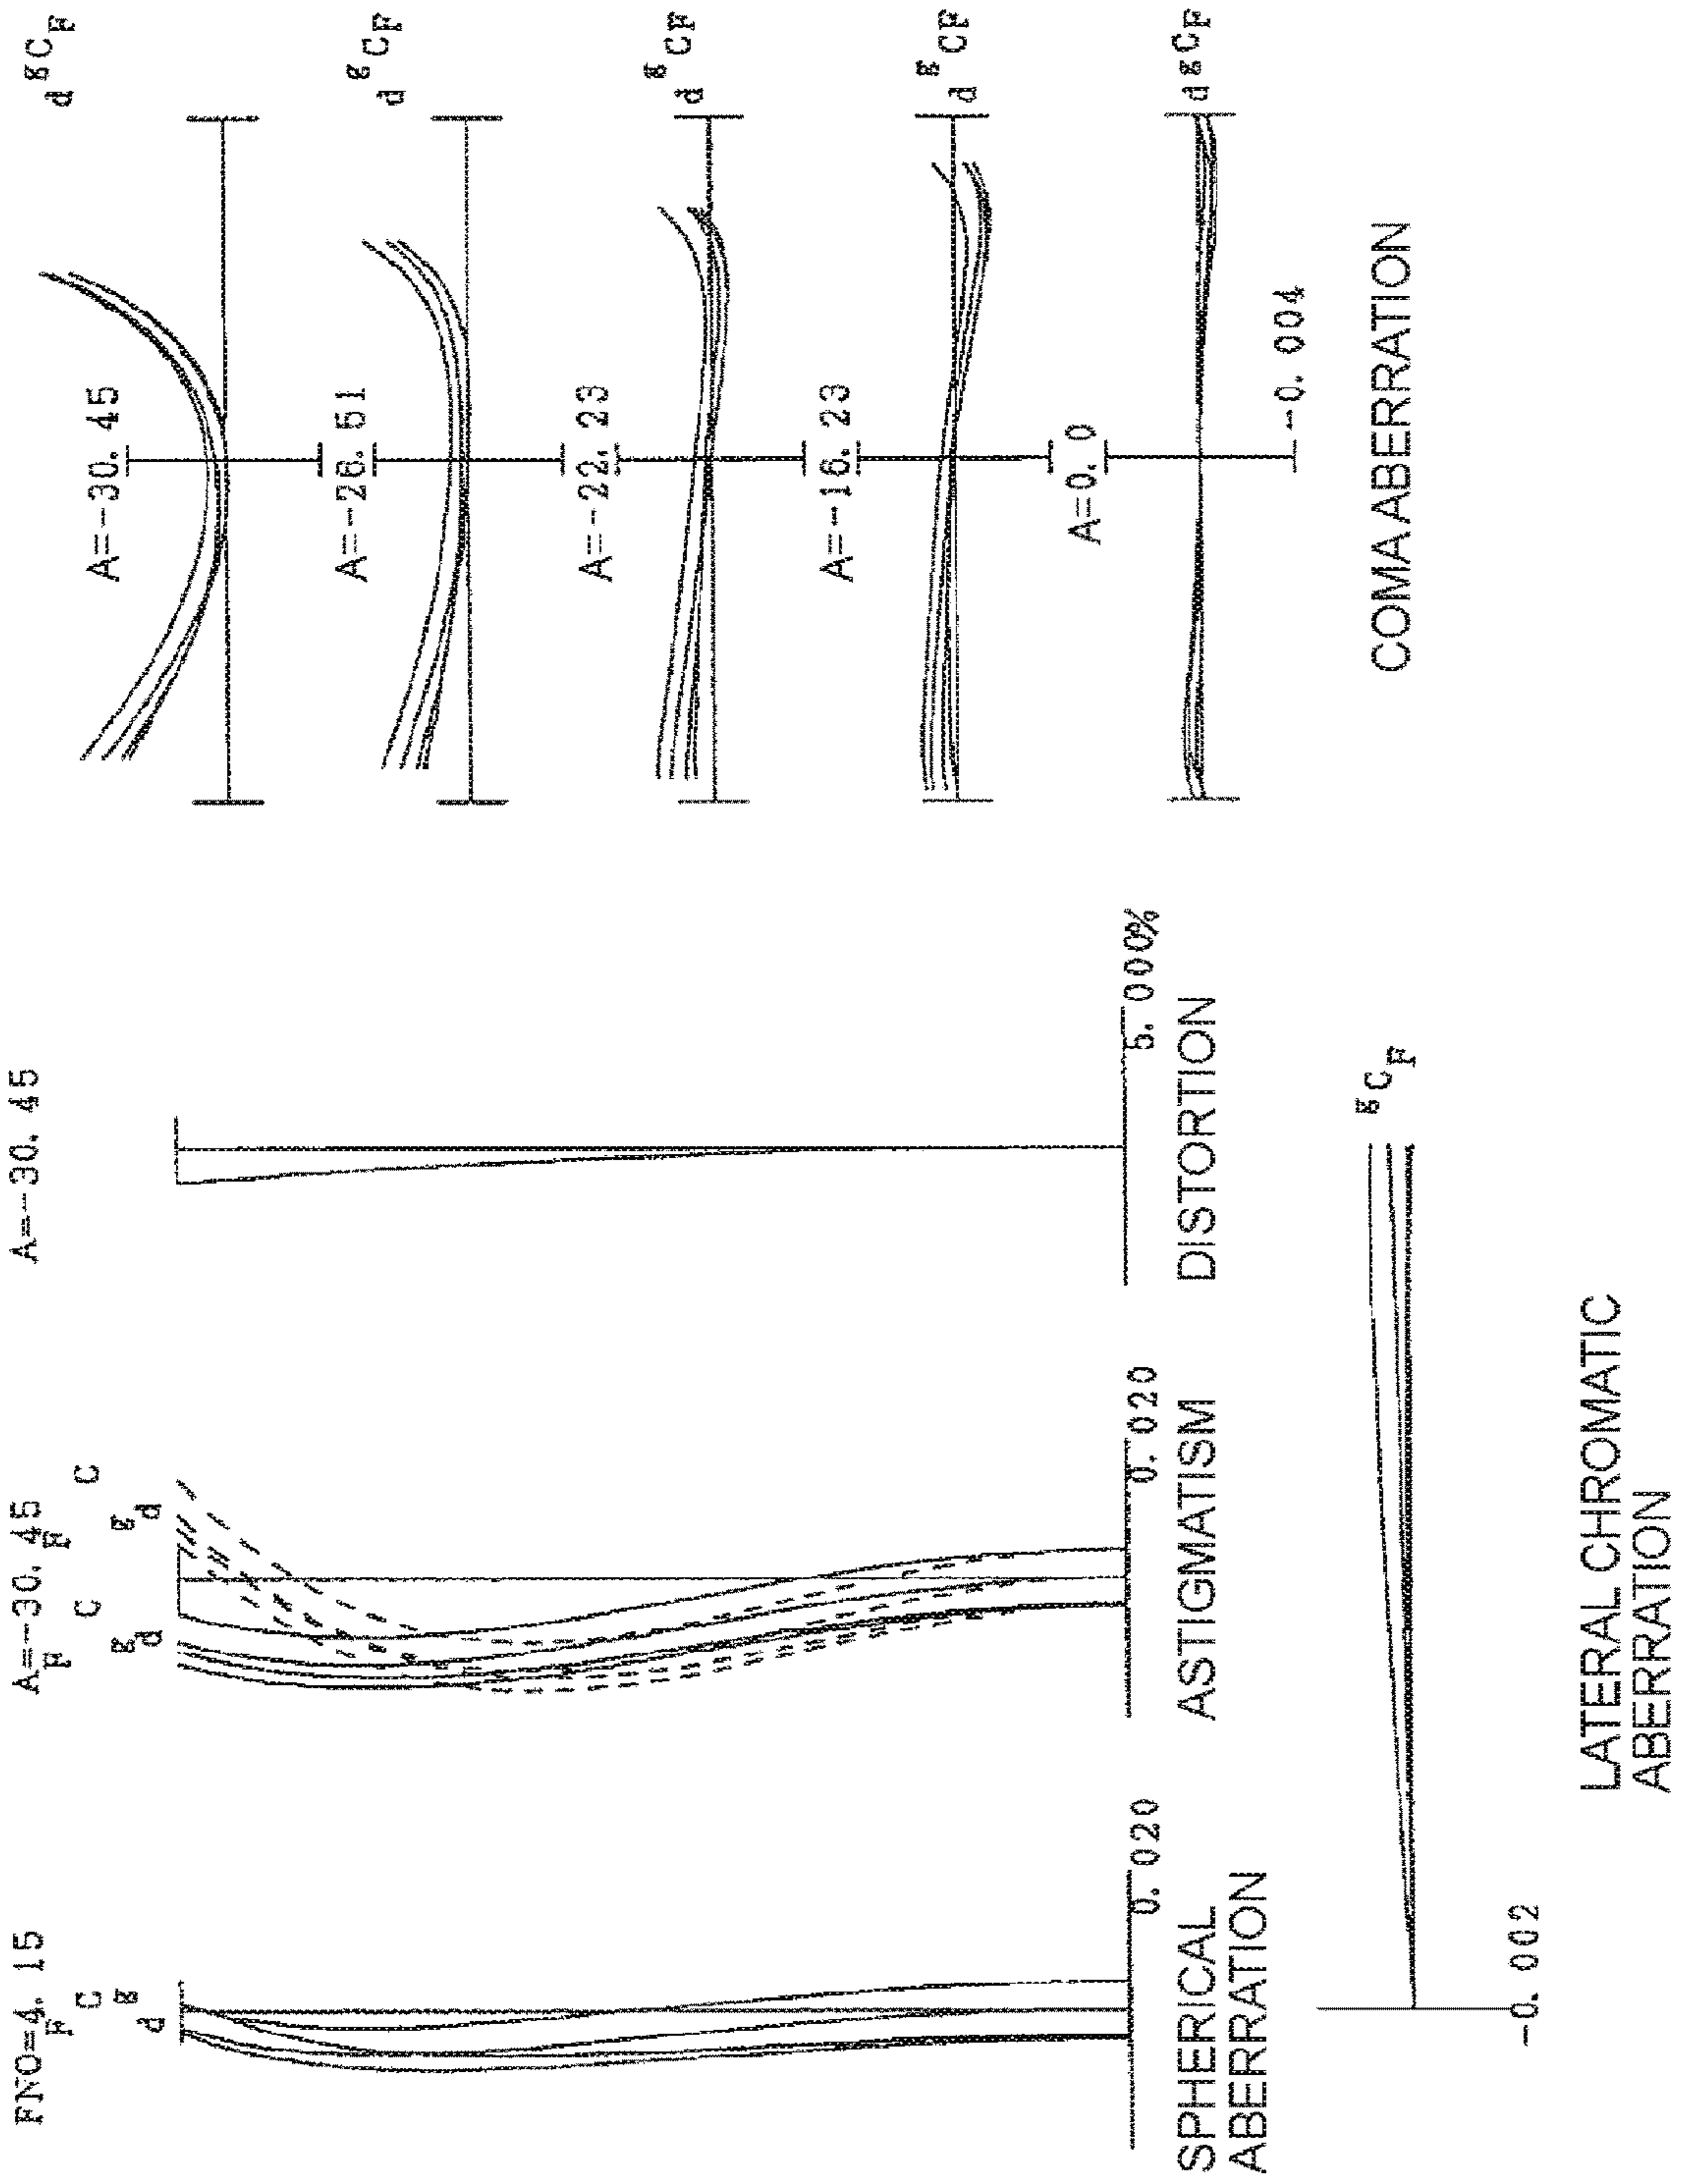 FNO=4. 15
F
C
g
d
0. 020
SPHERICAL
ABERRATION
A=-30. 45
F
C
g
d
F
C
g
d
0. 020
ASTIGMATISM
A=-30. 45
5. 000%
DISTORTION
A=-30. 45
d g C F
A=-26. 51
d g C F
A=-22. 23
d g C F
A=-16. 23
d g C F
A=0. 0
d g C F
-0. 004
COMA ABERRATION
g C F
-0. 002
LATERAL CHROMATIC
ABERRATION